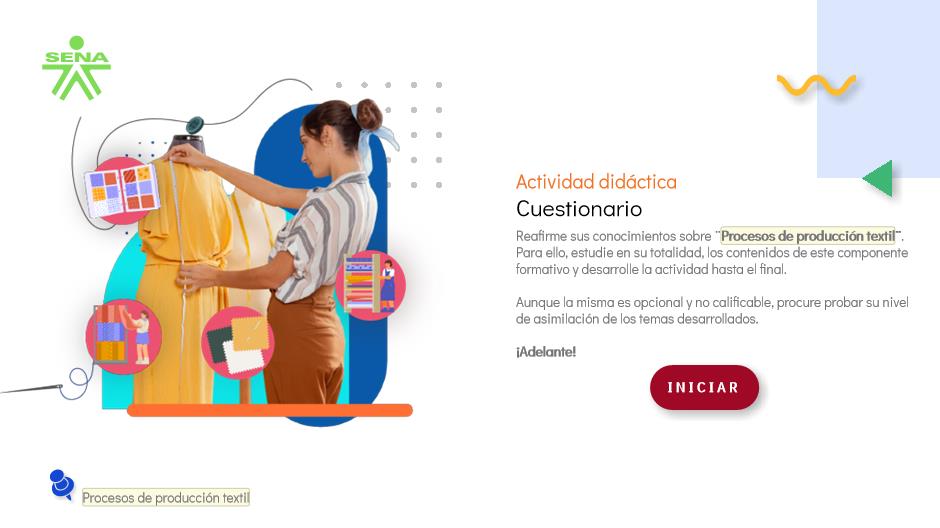 SENA
Actividad didáctica
Cuestionario
Reafirme sus conocimientos sobre ¨Procesos de producción textil¨.
Para ello, estudie en su totalidad, los contenidos de este componente
formativo y desarrolle la actividad hasta el final.
Aunque la misma es opcional y no calificable, procure probar su nivel
de asimilación de los temas desarrollados.
¡Adelante!
INICIAR
Procesos de producción textil